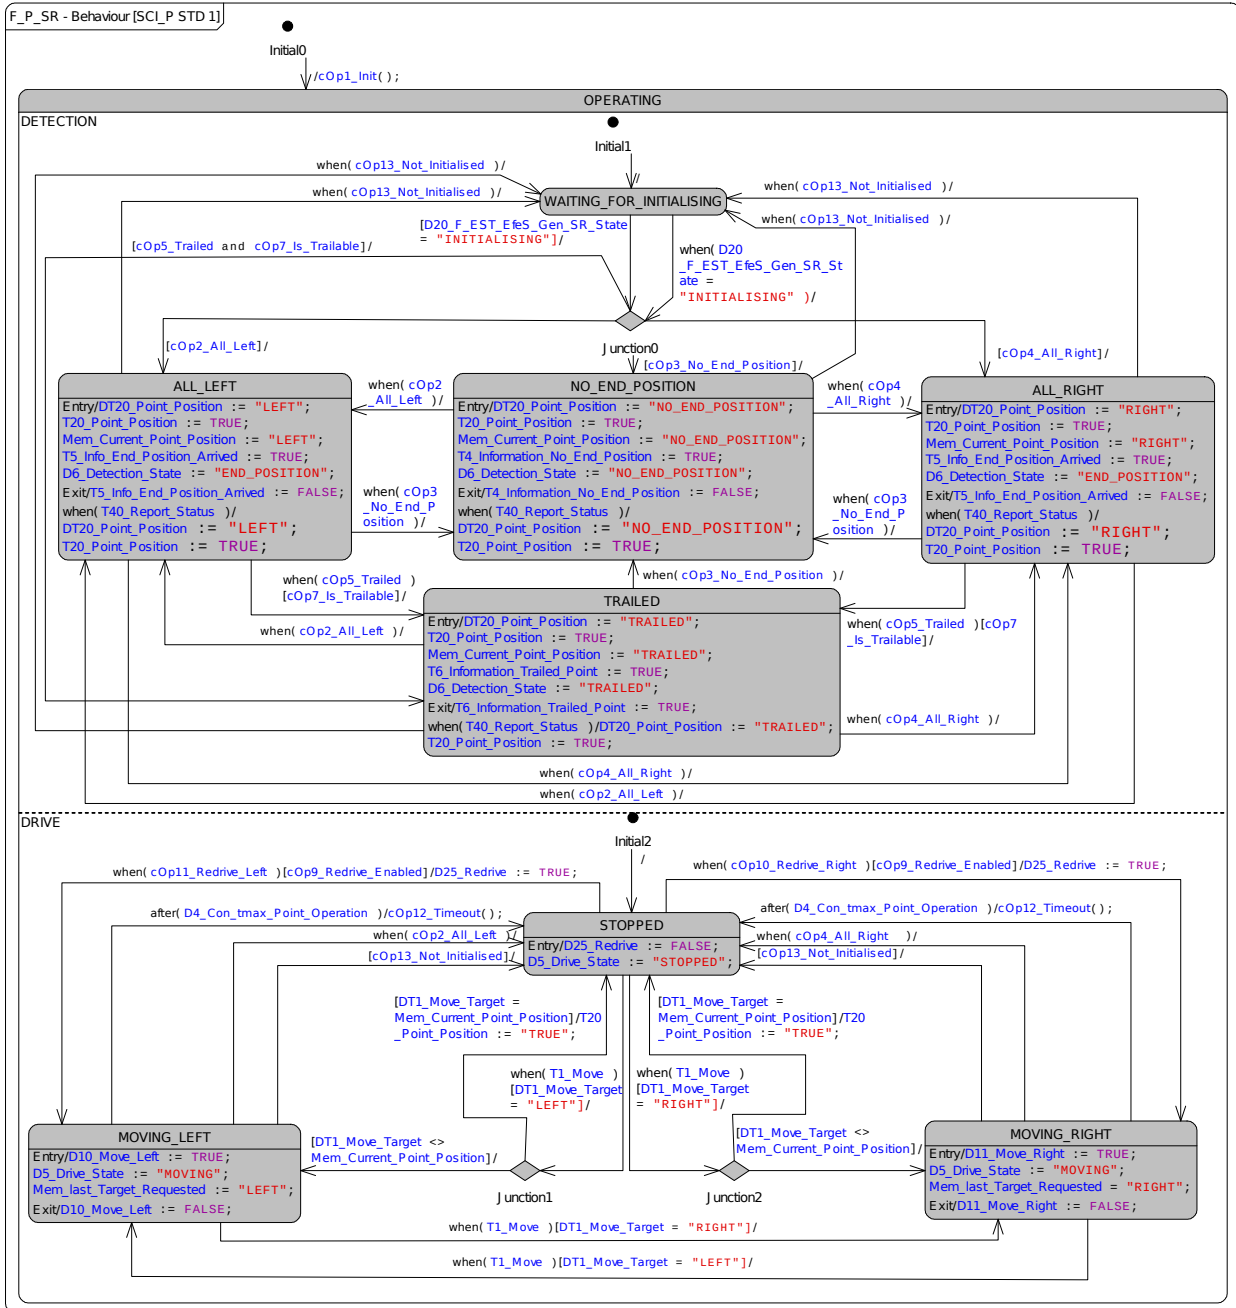 F_P_SR - Behaviour [SCI_P STD 1]
Initial0
/cOp1_Init();
OPERATING
DETECTION
Initial1
when( cOp13_Not_Initialised )/
/
when( cOp13_Not_Initialised )/
when( cOp13_Not_Initialised )/
WAITING_FOR_INITIALISING
when( cOp13_Not_Initialised )/
[D20_F_EST_EfeS_Gen_SR_State
= "INITIALISING"]/
[cOp5_Trailed and cOp7_Is_Trailable]/
when( D20
_F_EST_EfeS_Gen_SR_St
ate =
"INITIALISING" )/
Junction0
[cOp2_All_Left]/
[cOp3_No_End_Position]/
[cOp4_All_Right]/
ALL_LEFT
Entry/DT20_Point_Position := "LEFT";
T20_Point_Position := TRUE;
Mem_Current_Point_Position := "LEFT";
T5_Info_End_Position_Arrived := TRUE;
D6_Detection_State := "END_POSITION";
Exit/T5_Info_End_Position_Arrived := FALSE;
when( T40_Report_Status )/
DT20_Point_Position := "LEFT";
T20_Point_Position := TRUE;
when( cOp2
_All_Left )/
when( cOp3
_No_End_P
osition )/
NO_END_POSITION
Entry/DT20_Point_Position := "NO_END_POSITION";
T20_Point_Position := TRUE;
Mem_Current_Point_Position := "NO_END_POSITION";
T4_Information_No_End_Position := TRUE;
D6_Detection_State := "NO_END_POSITION";
Exit/T4_Information_No_End_Position := FALSE;
when( T40_Report_Status )/
DT20_Point_Position := "NO_END_POSITION";
T20_Point_Position := TRUE;
when( cOp4
_All_Right )/
when( cOp3
_No_End_P
osition )/
ALL_RIGHT
Entry/DT20_Point_Position := "RIGHT";
T20_Point_Position := TRUE;
Mem_Current_Point_Position := "RIGHT";
T5_Info_End_Position_Arrived := TRUE;
D6_Detection_State := "END_POSITION";
Exit/T5_Info_End_Position_Arrived := FALSE;
when( T40_Report_Status )/
DT20_Point_Position := "RIGHT";
T20_Point_Position := TRUE;
when( cOp5_Trailed )
[cOp7_Is_Trailable]/
when( cOp3_No_End_Position )/
when( cOp2_All_Left )/
when( cOp5_Trailed )[cOp7
_Is_Trailable]/
TRAILED
Entry/DT20_Point_Position := "TRAILED";
T20_Point_Position := TRUE;
Mem_Current_Point_Position := "TRAILED";
T6_Information_Trailed_Point := TRUE;
D6_Detection_State := "TRAILED";
Exit/T6_Information_Trailed_Point := TRUE;
when( T40_Report_Status )/DT20_Point_Position := "TRAILED";
T20_Point_Position := TRUE;
when( cOp4_All_Right )/
when( cOp4_All_Right )/
when( cOp2_All_Left )/
DRIVE
Initial2
/
when( cOp11_Redrive_Left )[cOp9_Redrive_Enabled]/D25_Redrive := TRUE;
when( cOp10_Redrive_Right )[cOp9_Redrive_Enabled]/D25_Redrive := TRUE;
after( D4_Con_tmax_Point_Operation )/cOp12_Timeout();
after( D4_Con_tmax_Point_Operation )/cOp12_Timeout();
when( cOp2_All_Left )/
when( cOp4_All_Right )/
[cOp13_Not_Initialised]/
[cOp13_Not_Initialised]/
STOPPED
Entry/D25_Redrive := FALSE;
D5_Drive_State := "STOPPED";
[DT1_Move_Target =
Mem_Current_Point_Position]/T20
_Point_Position := "TRUE";
[DT1_Move_Target =
Mem_Current_Point_Position]/T20
_Point_Position := "TRUE";
when( T1_Move )
[DT1_Move_Target
= "LEFT"]/
when( T1_Move )
[DT1_Move_Target
= "RIGHT"]/
MOVING_LEFT
Entry/D10_Move_Left := TRUE;
D5_Drive_State := "MOVING";
Mem_last_Target_Requested := "LEFT";
Exit/D10_Move_Left := FALSE;
[DT1_Move_Target <>
Mem_Current_Point_Position]/
Junction1
[DT1_Move_Target <>
Mem_Current_Point_Position]/
Junction2
MOVING_RIGHT
Entry/D11_Move_Right := TRUE;
D5_Drive_State := "MOVING";
Mem_last_Target_Requested = "RIGHT";
Exit/D11_Move_Right := FALSE;
when( T1_Move )[DT1_Move_Target = "RIGHT"]/
when( T1_Move )[DT1_Move_Target = "LEFT"]/